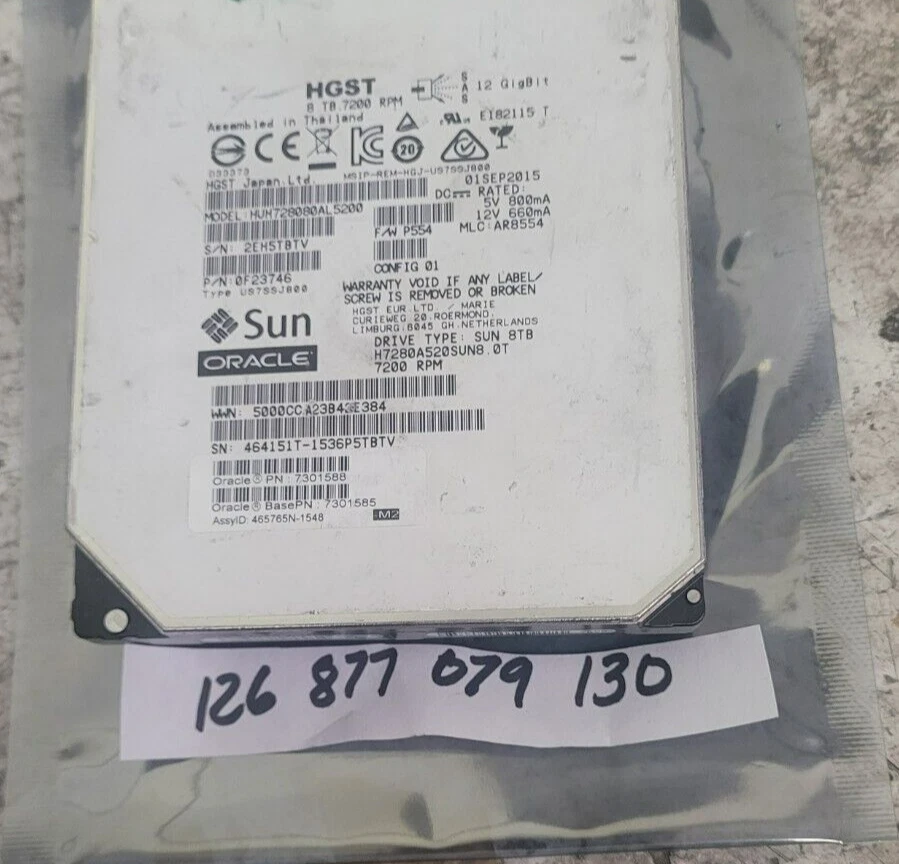 HGST
8 TB 7200 RPM
SAS 12 GigBit
Assembled in Thailand
E182115 T
20
D33073
MSIP-REM-HGJ-US7SSJ800
HGST Japan.Ltd.
01SEP2015
DC RATED:
5V 800mA
12V 660mA
MLC:AR8554
MODEL:HUH728080AL5200
F/W P554
S/N: 2EH5TBTV
CONFIG 01
P/N:0F23746
Type US7SSJ800
WARRANTY VOID IF ANY LABEL/
SCREW IS REMOVED OR BROKEN
HGST EUR.LTD / MARIE
CURIEWEG 20.ROERMOND.
LIMBURG.6045 GH.NETHERLANDS
Sun
ORACLE
DRIVE TYPE: SUN 8TB
H7280A520SUN8.0T
7200 RPM
WWN:
SN: 464151T-1536P5TBTV
Oracle® PN : 7301588
Oracle® BasePN : 7301585
AssyID: 465765N-1548
M2
126 877 079 130